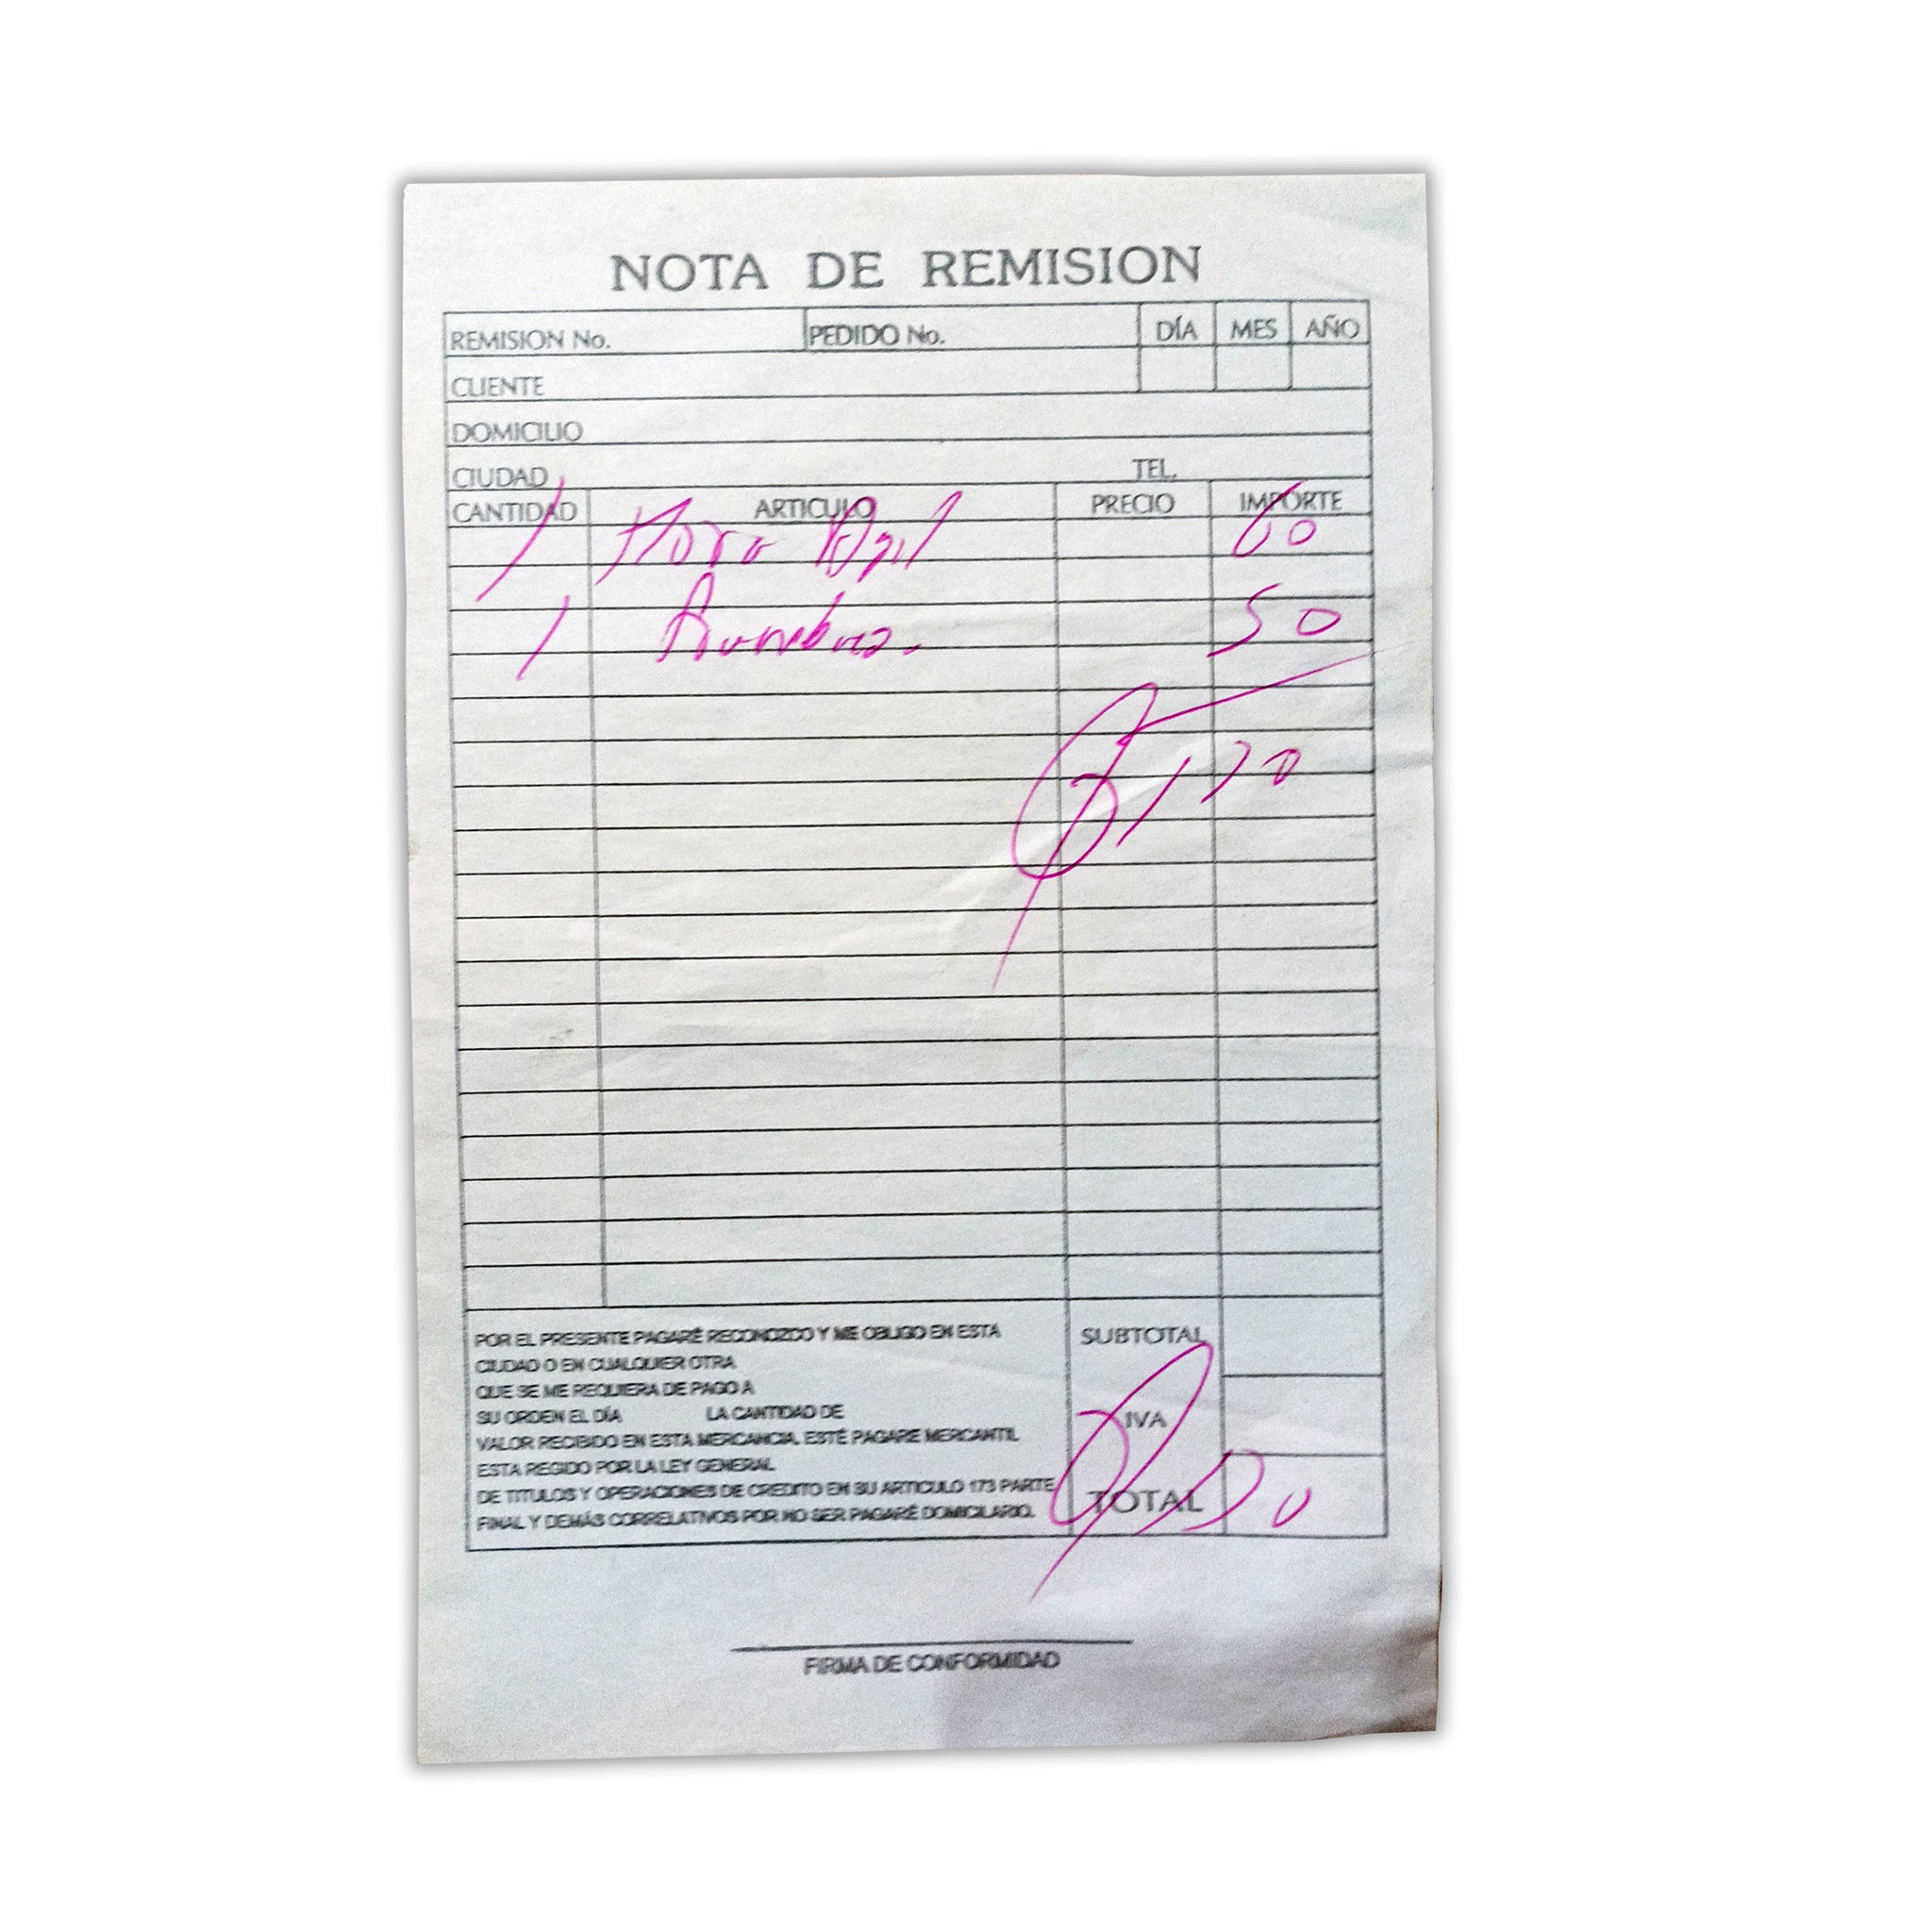 NOTA DE REMISION
REMISION No. PEDIDO No. DÍA MES AÑO
CLIENTE
DOMICILIO
CIUDAD TEL.
CANTIDAD ARTICULO PRECIO IMPORTE
1 60
1 50
$110
POR EL PRESENTE PAGARÉ RECONOZCO Y ME OBLIGO EN ESTA
CIUDAD O EN CUALQUIER OTRA
QUE SE ME REQUIERA DE PAGO A
SU ORDEN EL DÍA LA CANTIDAD DE
VALOR RECIBIDO EN ESTA MERCANCIA. ESTÉ PAGARE MERCANTIL
ESTA REGIDO POR LA LEY GENERAL
DE TITULOS Y OPERACIONES DE CREDITO EN SU ARTICULO 173 PARTE
FINAL Y DEMÁS CORRELATIVOS POR NO SER PAGARÉ DOMICILARIO.
SUBTOTAL
IVA
TOTAL
FIRMA DE CONFORMIDAD